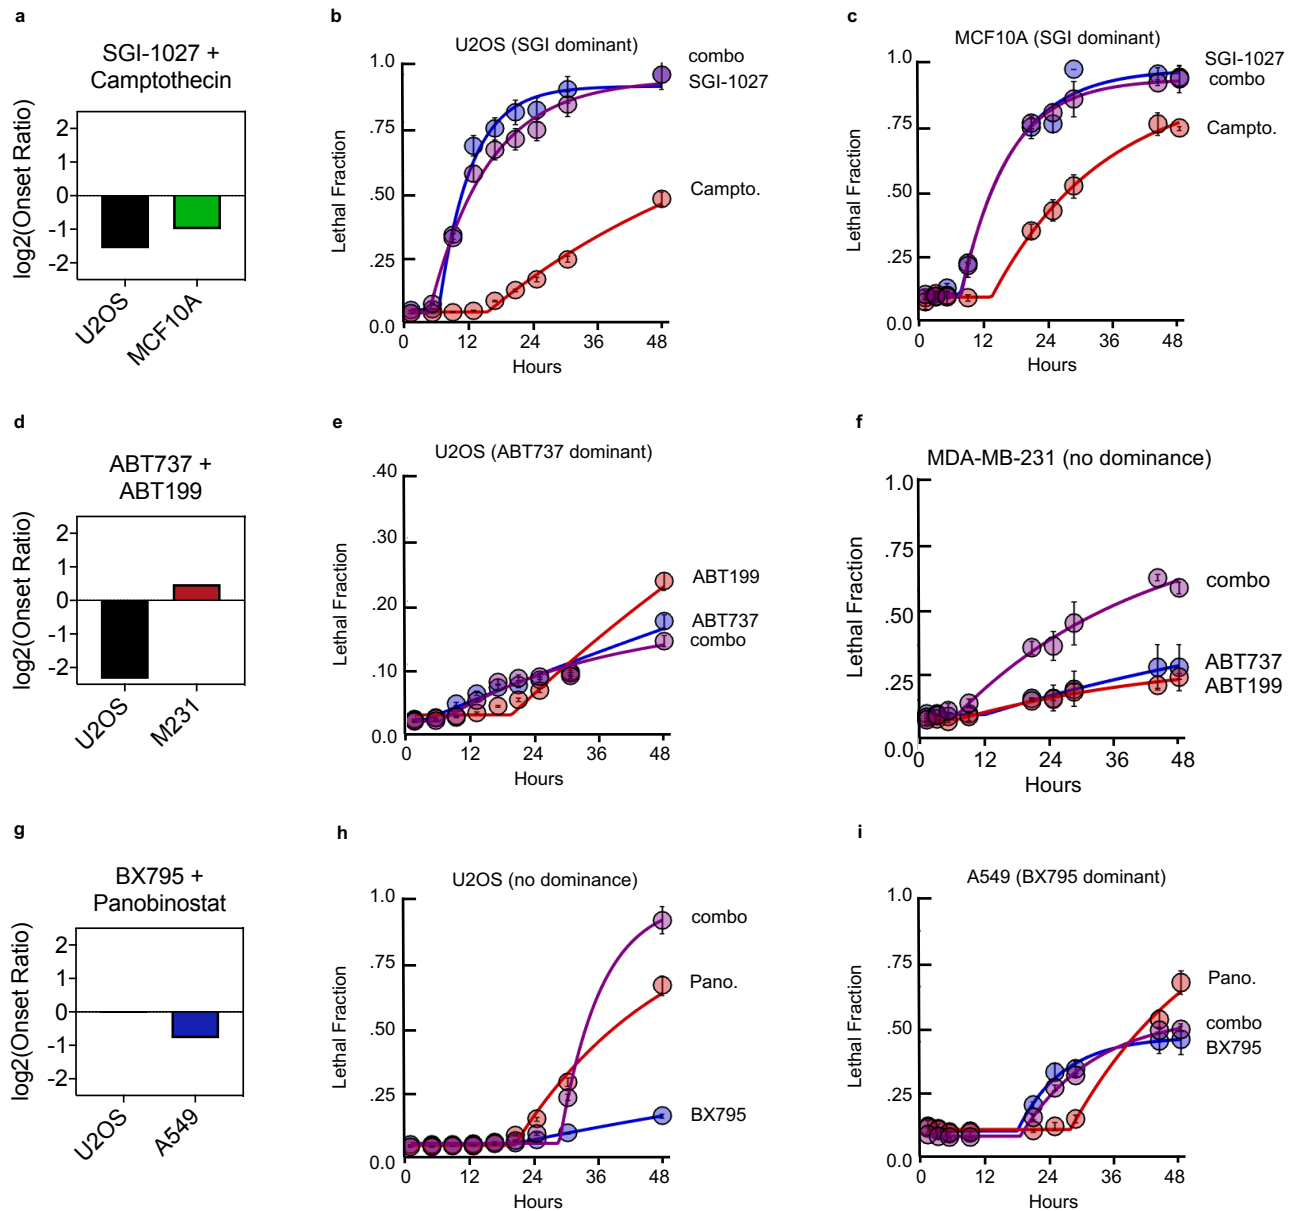 a
SGI-1027 +
Camptothecin
log2(Onset Ratio)
2
1
0
-1
-2
U2OS
MCF10A
b
U2OS (SGI dominant)
Lethal Fraction
1.0
.75
.50
.25
0.0
0 12 24 36 48
Hours
combo
SGI-1027
Campto.
c
MCF10A (SGI dominant)
Lethal Fraction
1.0
.75
.50
.25
0.0
0 12 24 36 48
Hours
SGI-1027
combo
Campto.
d
ABT737 +
ABT199
log2(Onset Ratio)
2
1
0
-1
-2
U2OS
M231
e
U2OS (ABT737 dominant)
Lethal Fraction
.40
.30
.20
.10
0.0
0 12 24 36 48
Hours
ABT199
ABT737
combo
f
MDA-MB-231 (no dominance)
Lethal Fraction
1.0
.75
.50
.25
0.0
0 12 24 36 48
Hours
combo
ABT737
ABT199
g
BX795 +
Panobinostat
log2(Onset Ratio)
2
1
0
-1
-2
U2OS
A549
h
U2OS (no dominance)
Lethal Fraction
1.0
.75
.50
.25
0.0
0 12 24 36 48
Hours
combo
Pano.
BX795
i
A549 (BX795 dominant)
Lethal Fraction
1.0
.75
.50
.25
0.0
0 12 24 36 48
Hours
Pano.
combo
BX795